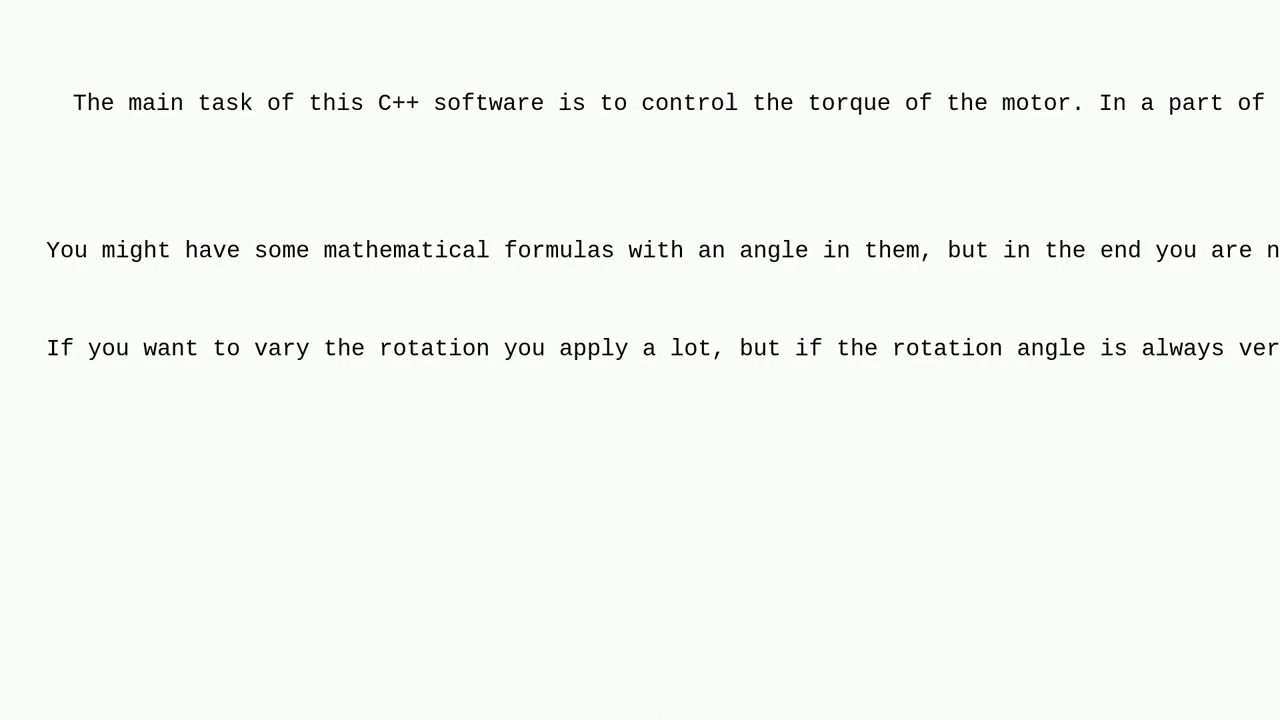 The main task of this C++ software is to control the torque of the motor. In a part of
You might have some mathematical formulas with an angle in them, but in the end you are
If you want to vary the rotation you apply a lot, but if the rotation angle is always